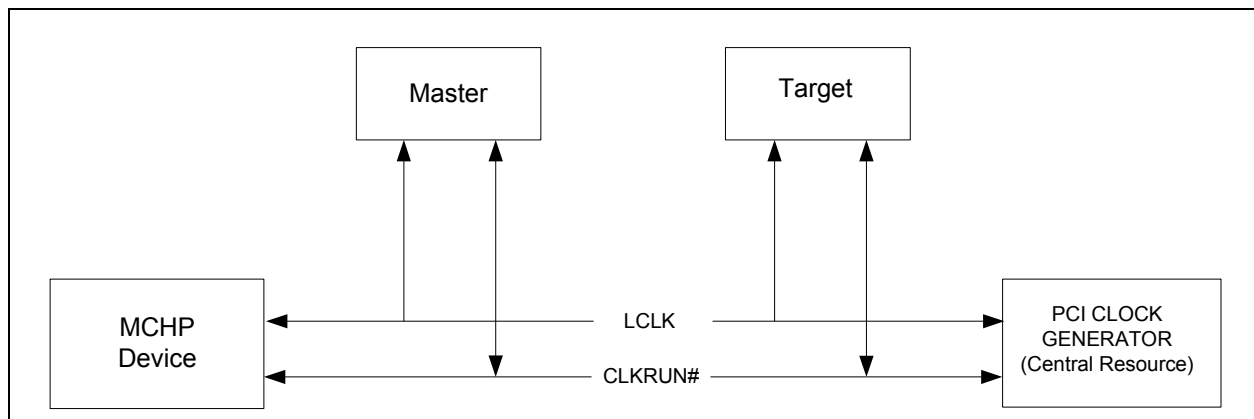 Master
Target
MCHP
Device
LCLK
CLKRUN#
PCI CLOCK
GENERATOR
(Central Resource)